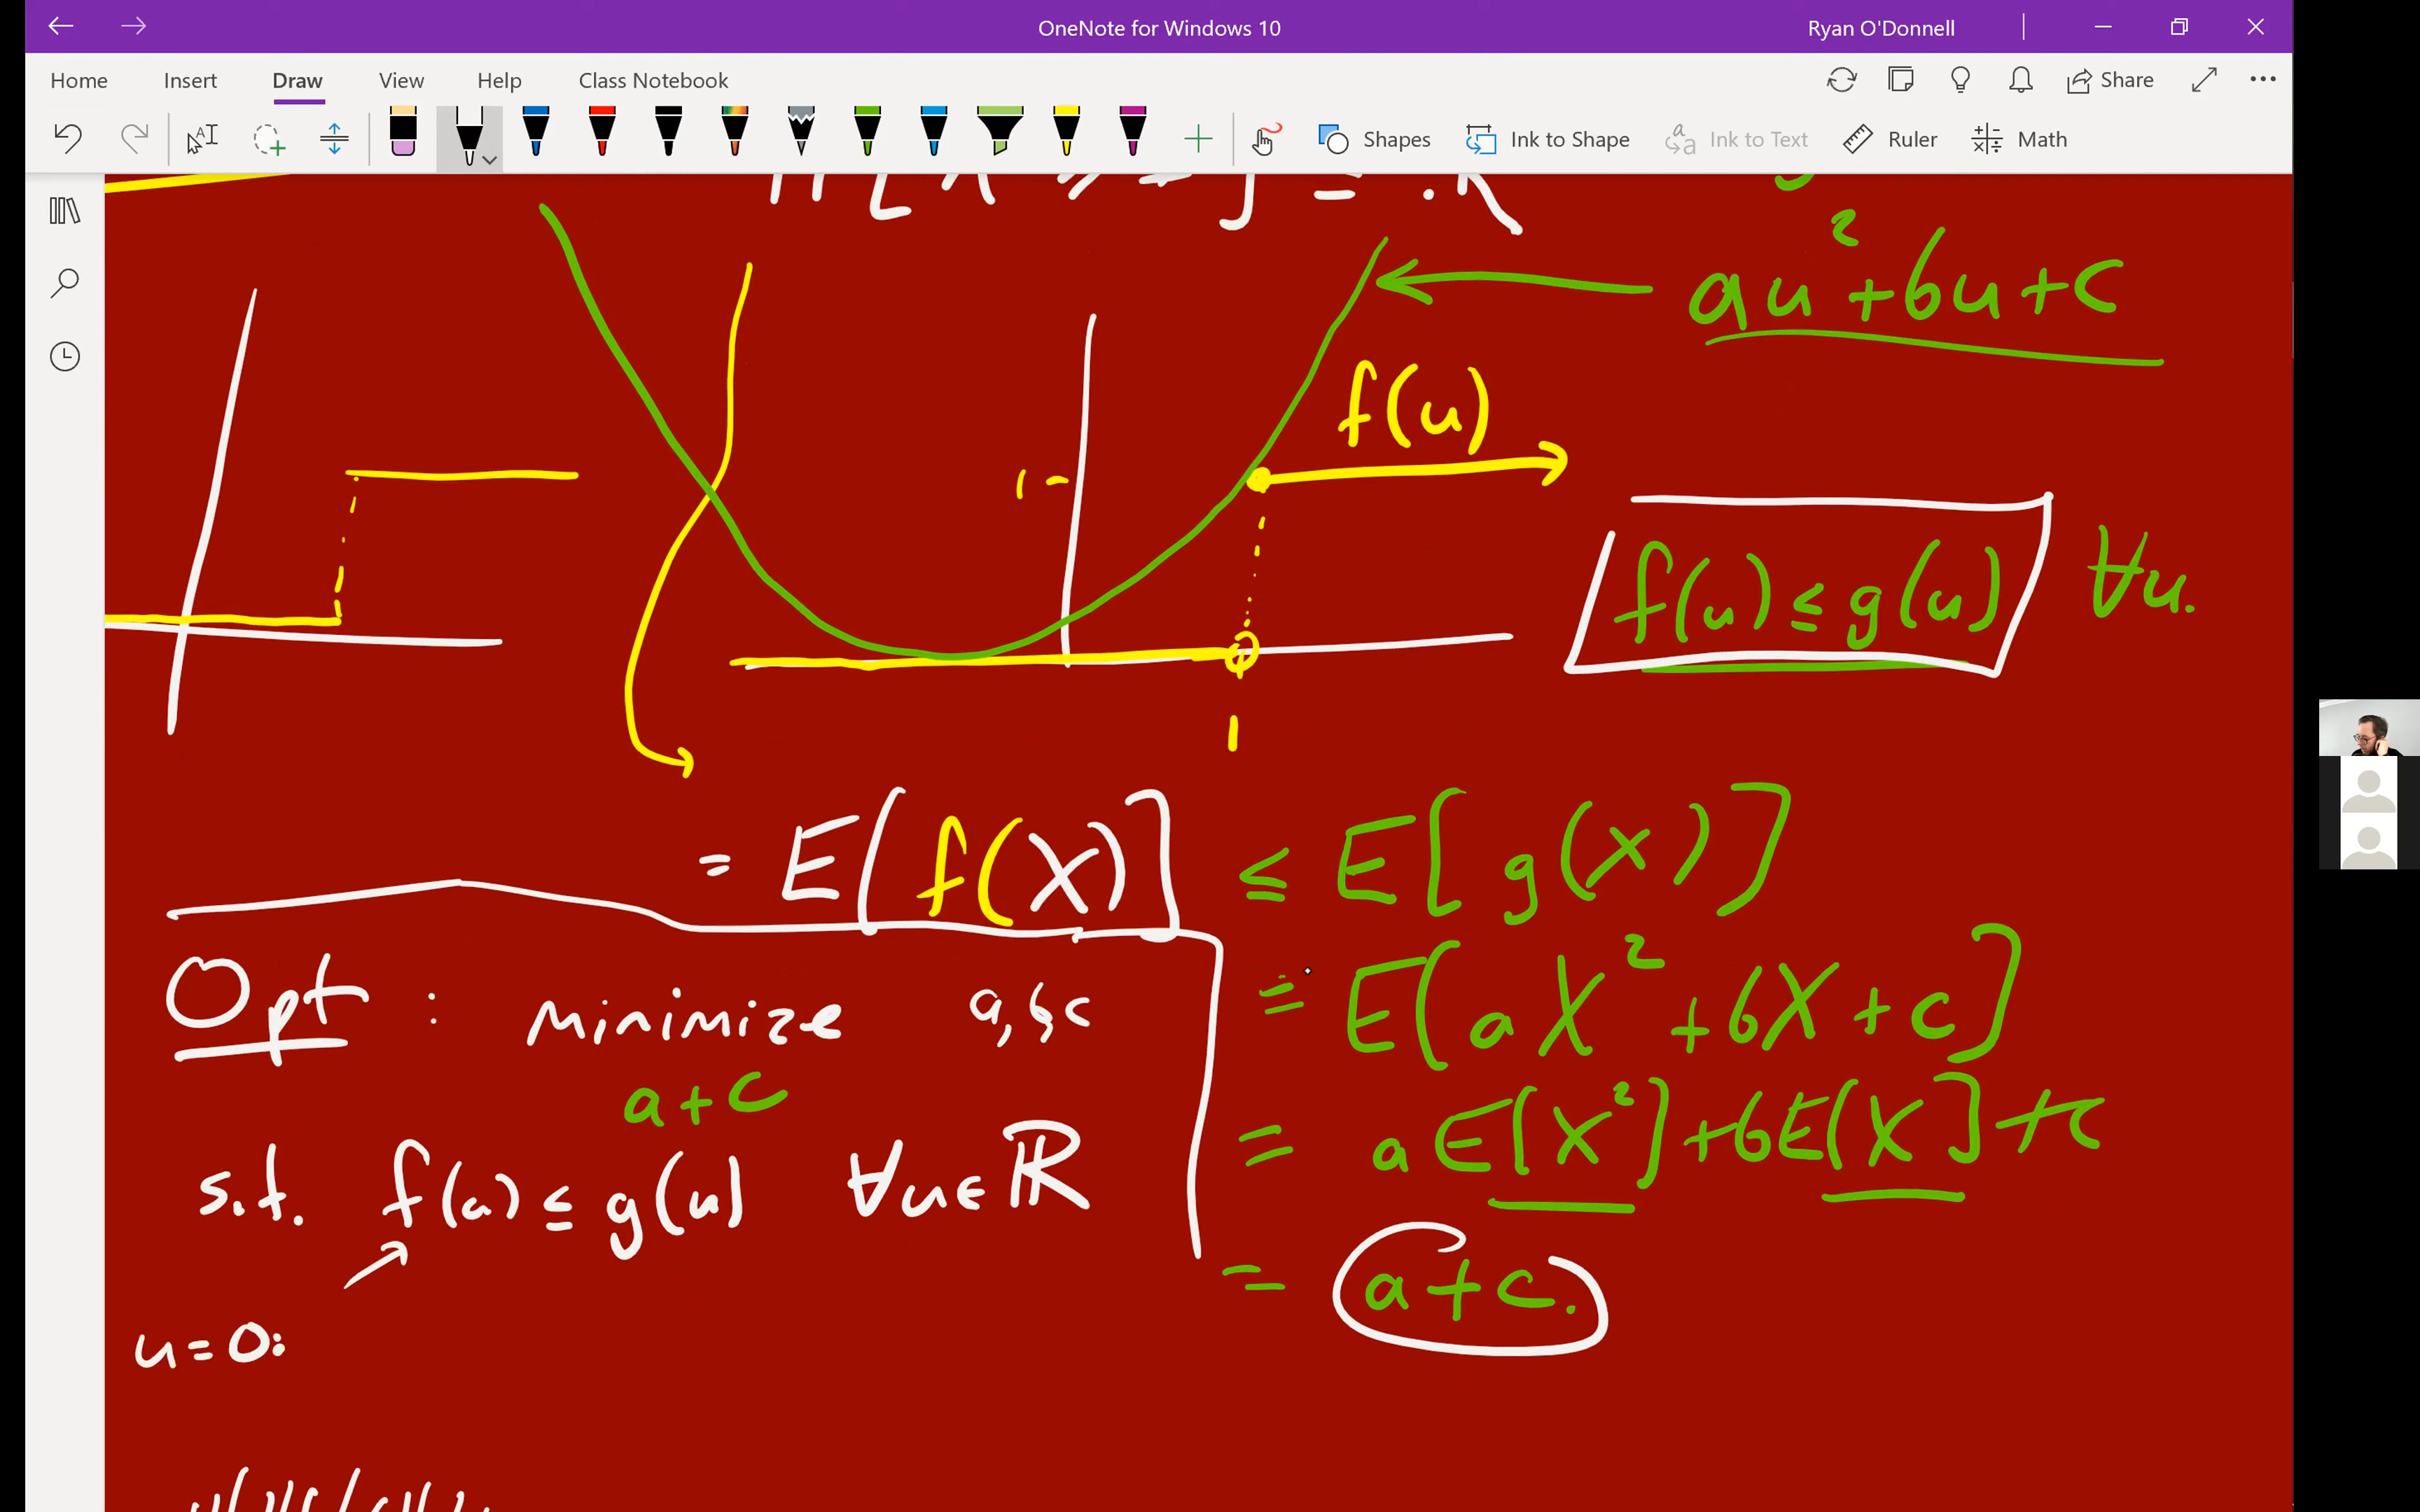 OneNote for Windows 10
Ryan O'Donnell
Home Insert Draw View Help Class Notebook
Share
Shapes Ink to Shape Ink to Text Ruler Math
au² + bu + c
f(u)
1
f(u) ≤ g(u) ∀u.
1
= E[f(X)] ≤ E[g(X)]
= E[aX² + bX + c]
= aE[X²] + bE[X] + c
= a+c.
Opt : minimize a,b,c
a + c
s.t. f(u) ≤ g(u) ∀u∈ℝ
u=0: